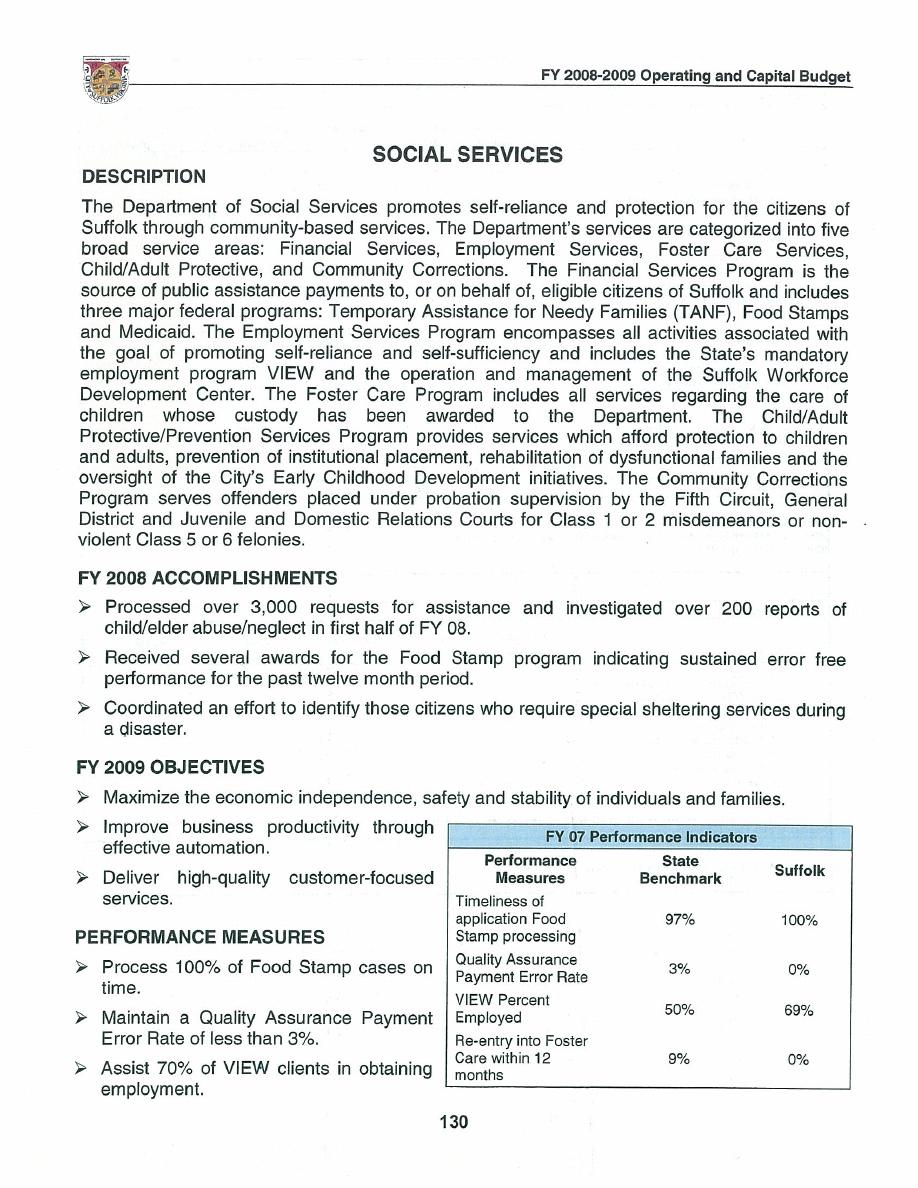 FY 2008-2009 Operating and Capital Budget
SOCIAL SERVICES
DESCRIPTION
The Department of Social Services promotes self-reliance and protection for the citizens of
Suffolk through community-based services. The Department's services are categorized into five
broad service areas: Financial Services, Employment Services, Foster Care Services,
Child/Adult Protective, and Community Corrections. The Financial Services Program is the
source of public assistance payments to, or on behalf of, eligible citizens of Suffolk and includes
three major federal programs: Temporary Assistance for Needy Families (TANF), Food Stamps
and Medicaid. The Employment Services Program encompasses all activities associated with
the goal of promoting self-reliance and self-sufficiency and includes the State's mandatory
employment program VIEW and the operation and management of the Suffolk Workforce
Development Center. The Foster Care Program includes all services regarding the care of
children whose custody has been awarded to the Department. The Child/Adult
Protective/Prevention Services Program provides services which afford protection to children
and adults, prevention of institutional placement, rehabilitation of dysfunctional families and the
oversight of the City's Early Childhood Development initiatives. The Community Corrections
Program serves offenders placed under probation supervision by the Fifth Circuit, General
District and Juvenile and Domestic Relations Courts for Class 1 or 2 misdemeanors or non-
violent Class 5 or 6 felonies.
FY 2008 ACCOMPLISHMENTS
➢ Processed over 3,000 requests for assistance and investigated over 200 reports of
child/elder abuse/neglect in first half of FY 08.
➢ Received several awards for the Food Stamp program indicating sustained error free
performance for the past twelve month period.
➢ Coordinated an effort to identify those citizens who require special sheltering services during
a disaster.
FY 2009 OBJECTIVES
➢ Maximize the economic independence, safety and stability of individuals and families.
➢ Improve business productivity through
effective automation.
➢ Deliver high-quality customer-focused
services.
PERFORMANCE MEASURES
➢ Process 100% of Food Stamp cases on
time.
➢ Maintain a Quality Assurance Payment
Error Rate of less than 3%.
➢ Assist 70% of VIEW clients in obtaining
employment.
FY 07 Performance Indicators
Performance State
Measures Benchmark Suffolk
Timeliness of
application Food 97% 100%
Stamp processing
Quality Assurance
Payment Error Rate 3% 0%
VIEW Percent
Employed 50% 69%
Re-entry into Foster
Care within 12 9% 0%
months
130